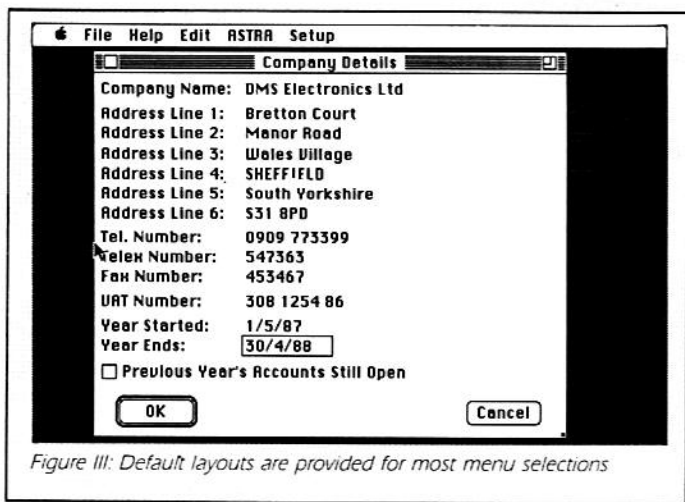 File Help Edit ASTRA Setup
Company Details
Company Name: DMS Electronics Ltd
Address Line 1: Bretton Court
Address Line 2: Manor Road
Address Line 3: Wales Village
Address Line 4: SHEFFIELD
Address Line 5: South Yorkshire
Address Line 6: S31 8PD
Tel. Number: 0909 773399
Telex Number: 547363
Fax Number: 453467
VAT Number: 308 1254 86
Year Started: 1/5/87
Year Ends: 30/4/88
Previous Year's Accounts Still Open
OK Cancel
Figure III: Default layouts are provided for most menu selections